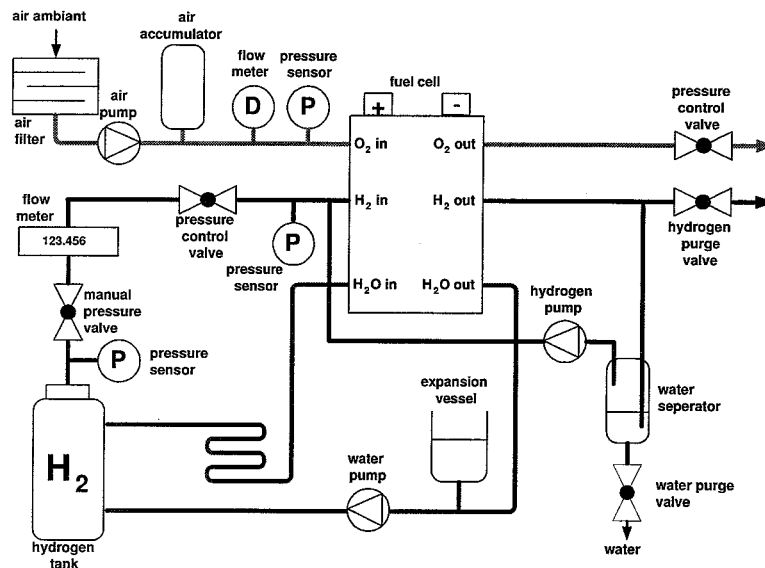 air ambiant
air
accumulator
flow
meter
pressure
sensor
fuel cell
pressure
control
valve
air
pump
air
filter
D
P
+
-
O2 in
O2 out
flow
meter
123.456
pressure
control
valve
P
pressure
sensor
H2 in
H2 out
hydrogen
purge
valve
manual
pressure
valve
H2O in
H2O out
hydrogen
pump
P
pressure
sensor
expansion
vessel
water
seperator
H2
water
pump
water purge
valve
hydrogen
tank
water